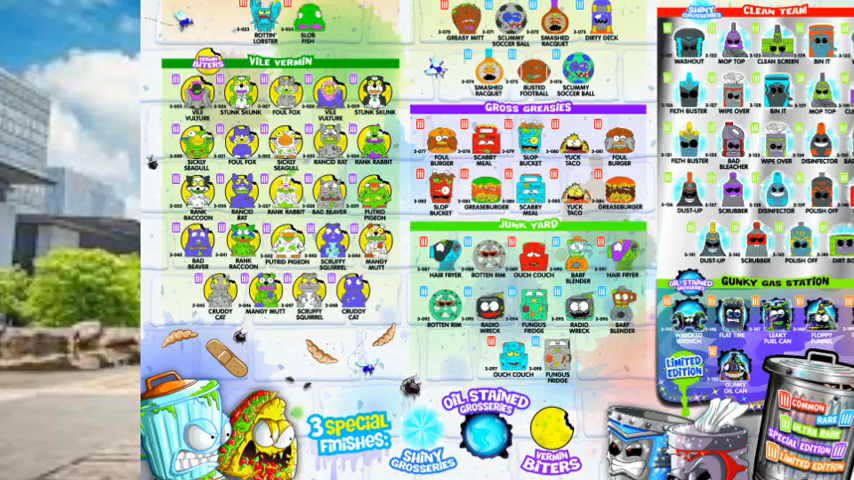 3-023 ROTTIN' LOBSTER
3-024 SLOB FISH
VERMIN BITERS
VILE VERMIN
VILE VULTURE
STUNK SKUNK
FOUL FOX
VILE VULTURE
STUNK SKUNK
SICKLY SEAGULL
FOUL FOX
SICKLY SEAGULL
RANCID RAT
RANK RABBIT
RANK RACCOON
RANCID RAT
RANK RABBIT
BAD BEAVER
PUTRID PIGEON
BAD BEAVER
RANK RACCOON
PUTRID PIGEON
SCRUFFY SQUIRREL
MANGY MUTT
CRUDDY CAT
MANGY MUTT
SCRUFFY SQUIRREL
CRUDDY CAT
GREASY MITT
SCUMMY SOCCER BALL
SMASHED RACQUET
DIRTY DECK
SMASHED RACQUET
BUSTED FOOTBALL
SCUMMY SOCCER BALL
GROSS GREASIES
FOUL BURGER
SCABBY MEAL
SLOP BUCKET
YUCK TACO
FOUL BURGER
SLOP BUCKET
GREASEBURGER
SCABBY MEAL
YUCK TACO
GREASEBURGER
JUNK YARD
HAIR FRYER
ROTTEN RIM
OUCH COUCH
BARF BLENDER
HAIR FRYER
ROTTEN RIM
RADIO WRECK
FUNGUS FRIDGE
RADIO WRECK
BARF BLENDER
3-097 OUCH COUCH
3-098 FUNGUS FRIDGE
SHINY GROSSERIES
CLEAN TEAM
WASHOUT
MOP TOP
CLEAN SCREEN
BIN IT
FILTH BUSTER
WIPE OVER
BIN IT
MOP TOP
FILTH BUSTER
BAD BLEACHER
WIPE OVER
DISINFECTOR
DUST-UP
SCRUBBER
DISINFECTOR
POLISH OFF
DUST-UP
SCRUBBER
POLISH OFF
OIL STAINED GROSSERIES
GUNKY GAS STATION
FLAT TIRE
LEAKY FUEL CAN
FLOPPY FUNNEL
LIMITED EDITION
GUNKY OIL CAN
3 SPECIAL FINISHES:
SHINY GROSSERIES
OIL STAINED GROSSERIES
VERMIN BITERS
COMMON
RARE
ULTRA RARE
SPECIAL EDITION
LIMITED EDITION